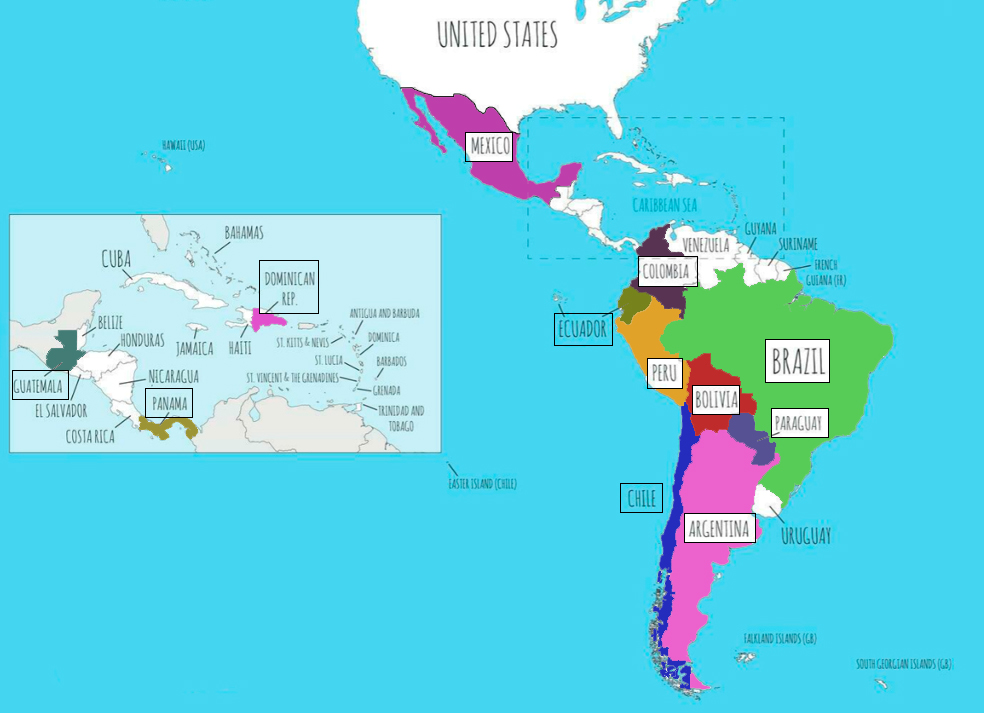 UNITED STATES
HAWAII (USA)
MEXICO
CARIBBEAN SEA
VENEZUELA
GUYANA
SURINAME
FRENCH
GUIANA (FR)
COLOMBIA
ECUADOR
PERU
BRAZIL
BOLIVIA
PARAGUAY
CHILE
ARGENTINA
URUGUAY
EASTER ISLAND (CHILE)
FALKLAND ISLANDS (GB)
SOUTH GEORGIAN ISLANDS (GB)
BAHAMAS
CUBA
DOMINICAN
REP.
BELIZE
HONDURAS
JAMAICA
HAITI
ANTIGUA AND BARBUDA
ST. KITTS & NEVIS
DOMINICA
ST. LUCIA
BARBADOS
ST. VINCENT & THE GRENADINES
GRENADA
TRINIDAD AND
TOBAGO
GUATEMALA
NICARAGUA
EL SALVADOR
PANAMA
COSTA RICA